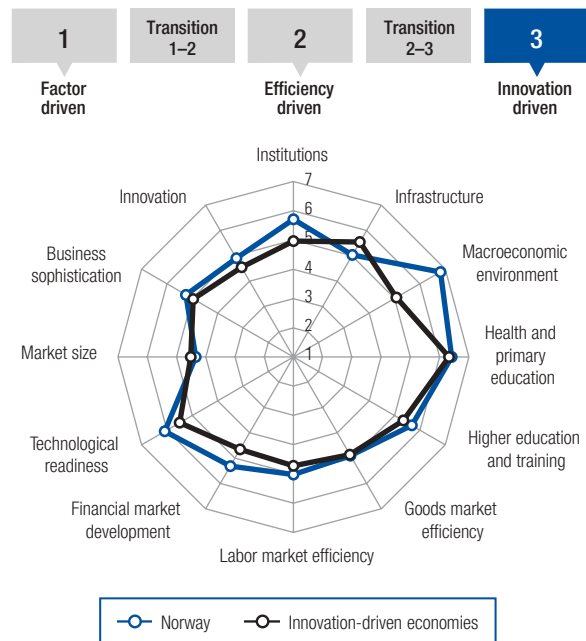 1
Transition
1–2
2
Transition
2–3
3
Factor
driven
Efficiency
driven
Innovation
driven
Institutions
7
Innovation
6
Infrastructure
5
Business
sophistication
4
Macroeconomic
environment
3
2
Market size
1
Health and
primary
education
Technological
readiness
Higher education
and training
Financial market
development
Goods market
efficiency
Labor market efficiency
Norway
Innovation-driven economies